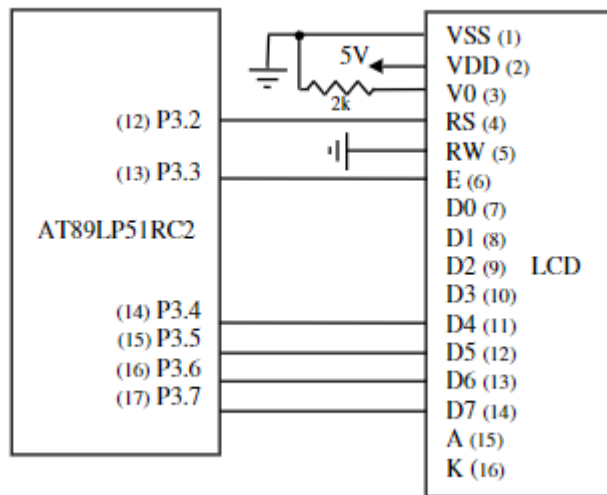 VSS (1)
5V VDD (2)
2k V0 (3)
(12) P3.2 RS (4)
RW (5)
(13) P3.3 E (6)
D0 (7)
AT89LP51RC2 D1 (8)
D2 (9) LCD
D3 (10)
(14) P3.4 D4 (11)
(15) P3.5 D5 (12)
(16) P3.6 D6 (13)
(17) P3.7 D7 (14)
A (15)
K (16)